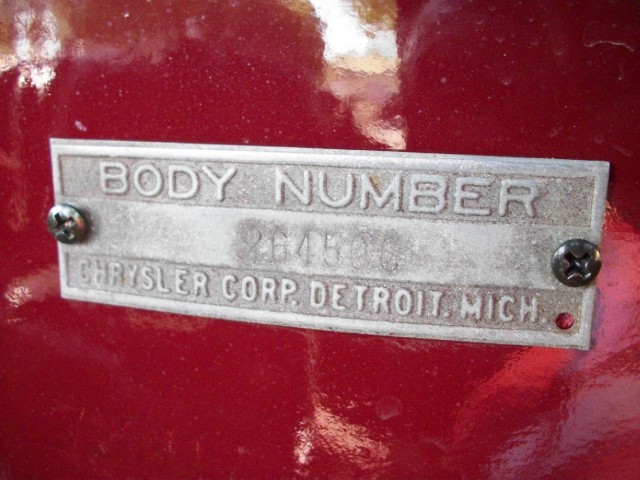 BODY NUMBER
CHRYSLER CORP. DETROIT. MICH.